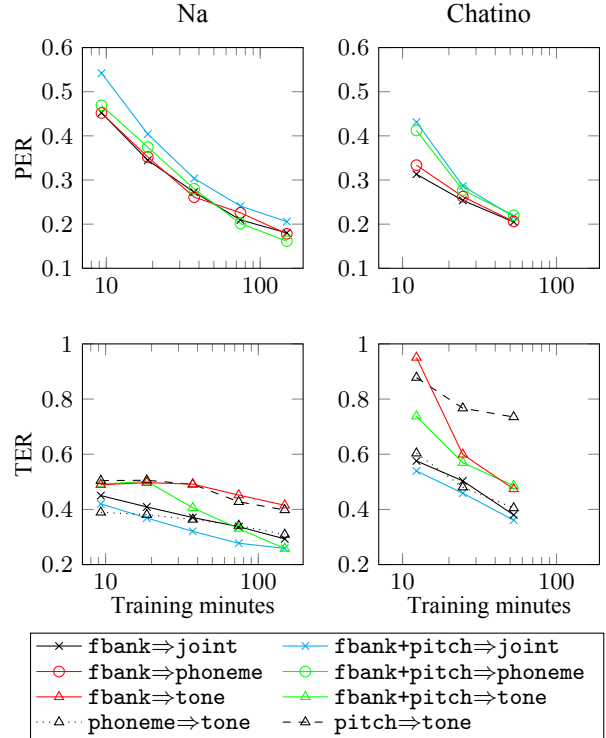 Na
Chatino
0.6
0.5
0.4
0.3
0.2
0.1
PER
10
100
0.6
0.5
0.4
0.3
0.2
0.1
10
100
1
0.8
0.6
0.4
0.2
TER
10
100
Training minutes
1
0.8
0.6
0.4
0.2
10
100
Training minutes
fbank⇒joint
fbank+pitch⇒joint
fbank⇒phoneme
fbank+pitch⇒phoneme
fbank⇒tone
fbank+pitch⇒tone
phoneme⇒tone
pitch⇒tone